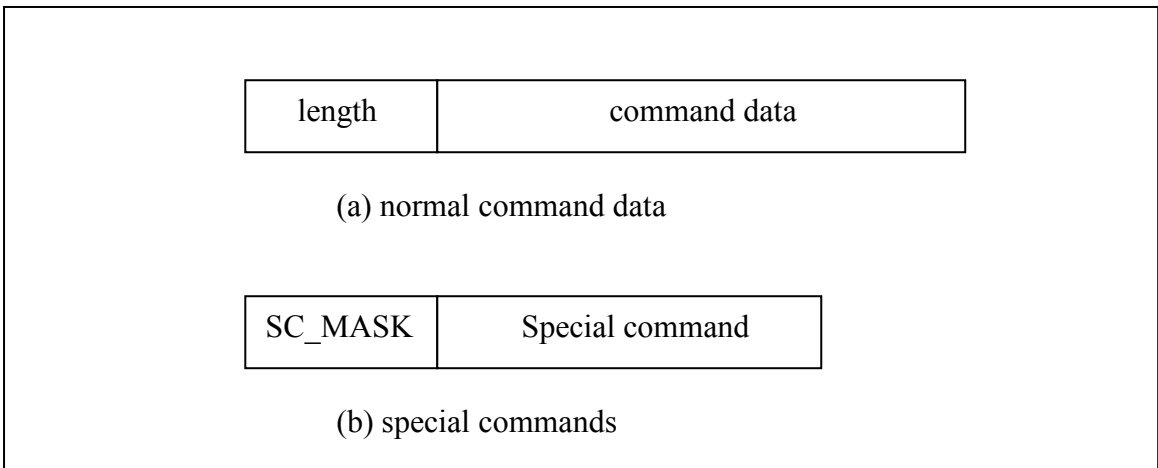 length command data
(a) normal command data
SC_MASK Special command
(b) special commands